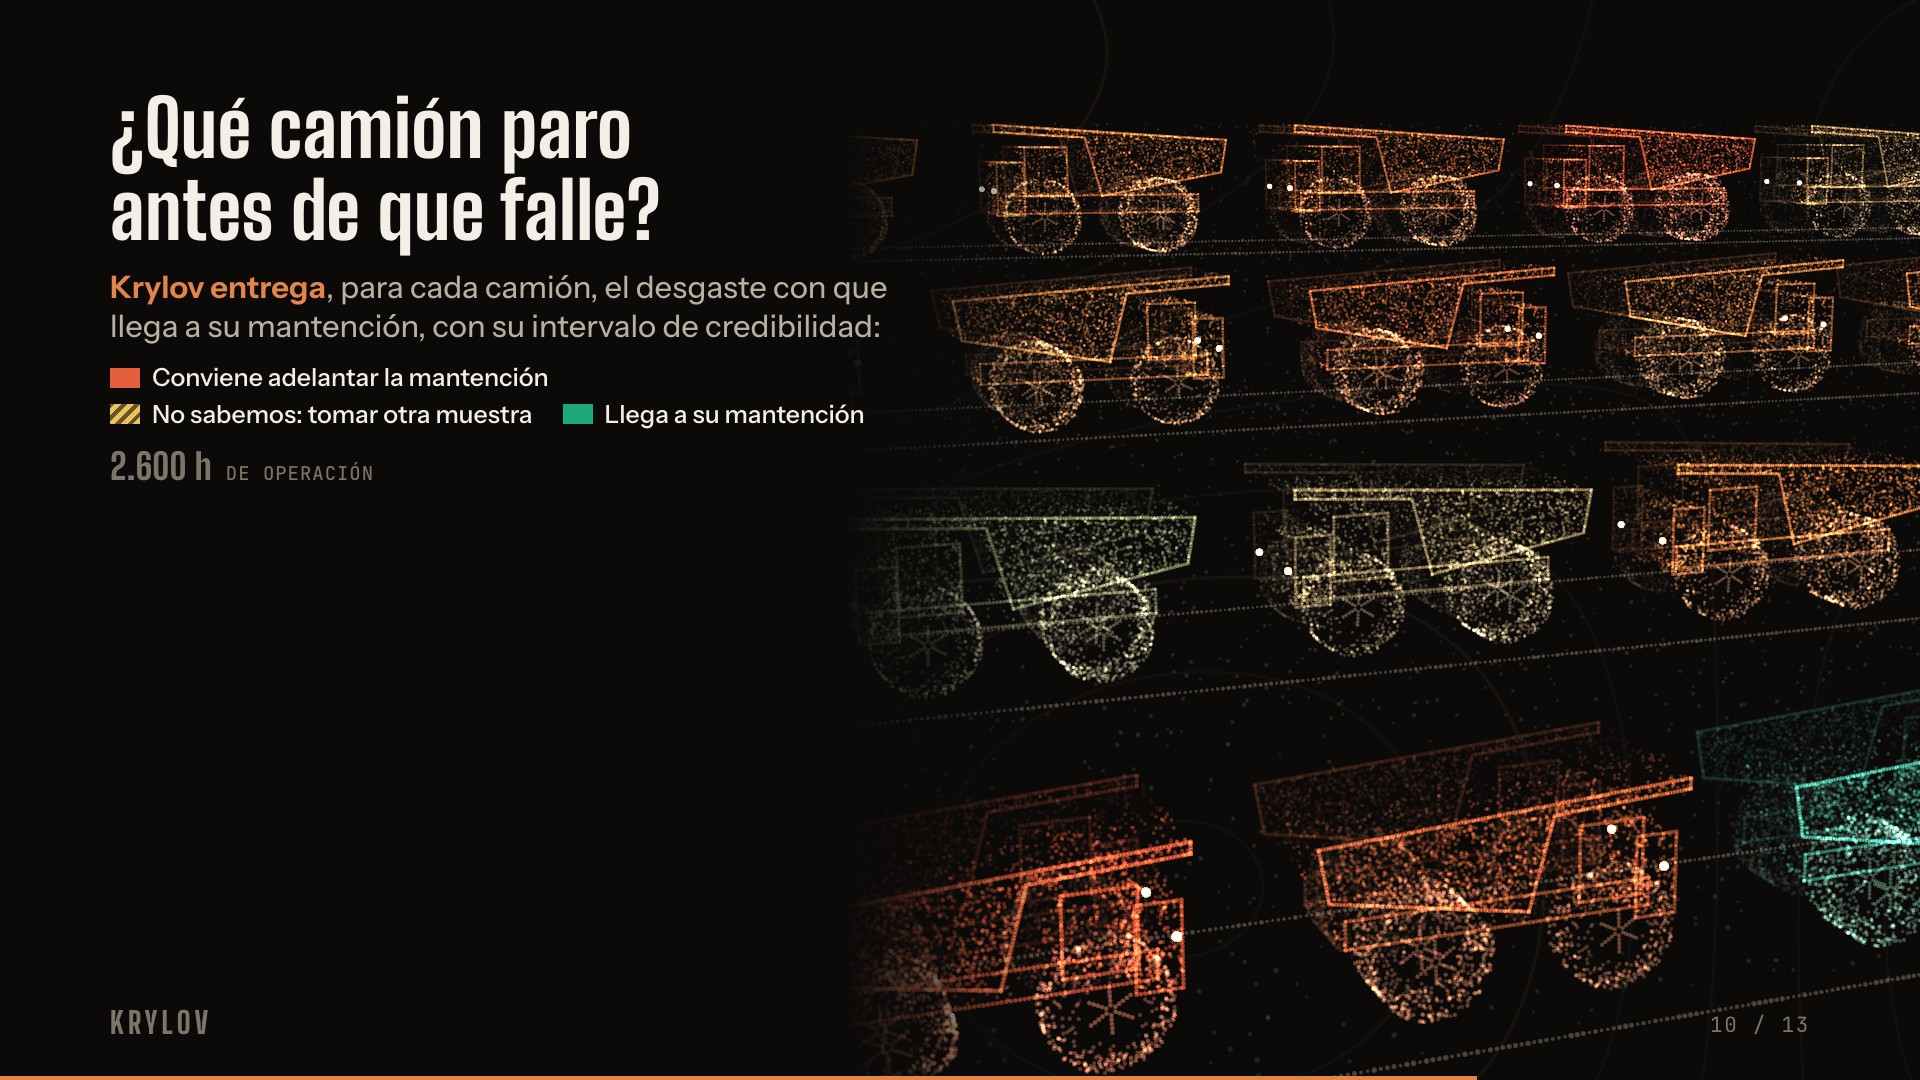 ¿Qué camión paro
antes de que falle?
Krylov entrega, para cada camión, el desgaste con que
llega a su mantención, con su intervalo de credibilidad:
Conviene adelantar la mantención
No sabemos: tomar otra muestra
Llega a su mantención
2.600 h DE OPERACIÓN
KRYLOV
10 / 13